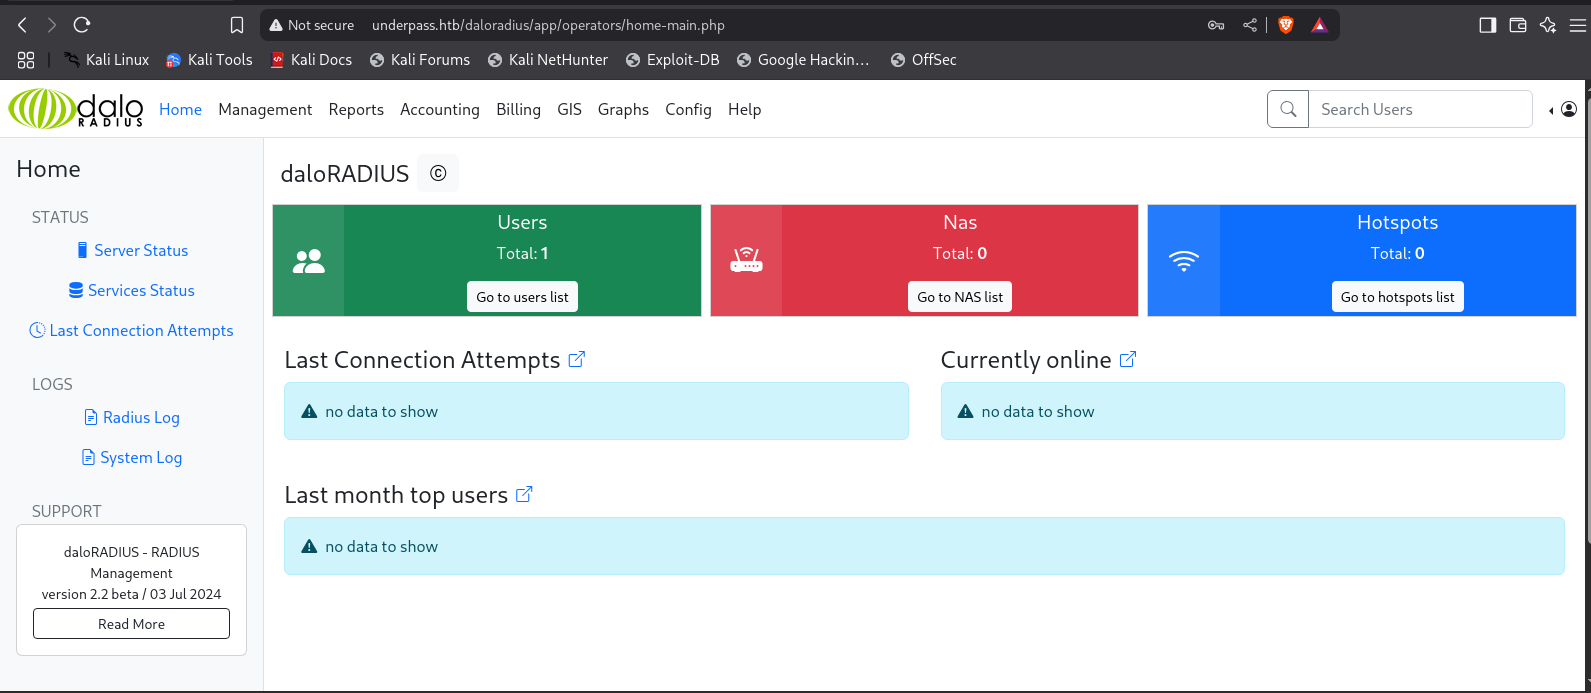 Not secure underpass.htb/daloradius/app/operators/home-main.php
Kali Linux Kali Tools Kali Docs Kali Forums Kali NetHunter Exploit-DB Google Hackin... OffSec
dalo RADIUS Home Management Reports Accounting Billing GIS Graphs Config Help Search Users
Home
STATUS
Server Status
Services Status
Last Connection Attempts
LOGS
Radius Log
System Log
SUPPORT
daloRADIUS - RADIUS
Management
version 2.2 beta / 03 Jul 2024
Read More
daloRADIUS ©
Users
Total: 1
Go to users list
Nas
Total: 0
Go to NAS list
Hotspots
Total: 0
Go to hotspots list
Last Connection Attempts
no data to show
Currently online
no data to show
Last month top users
no data to show